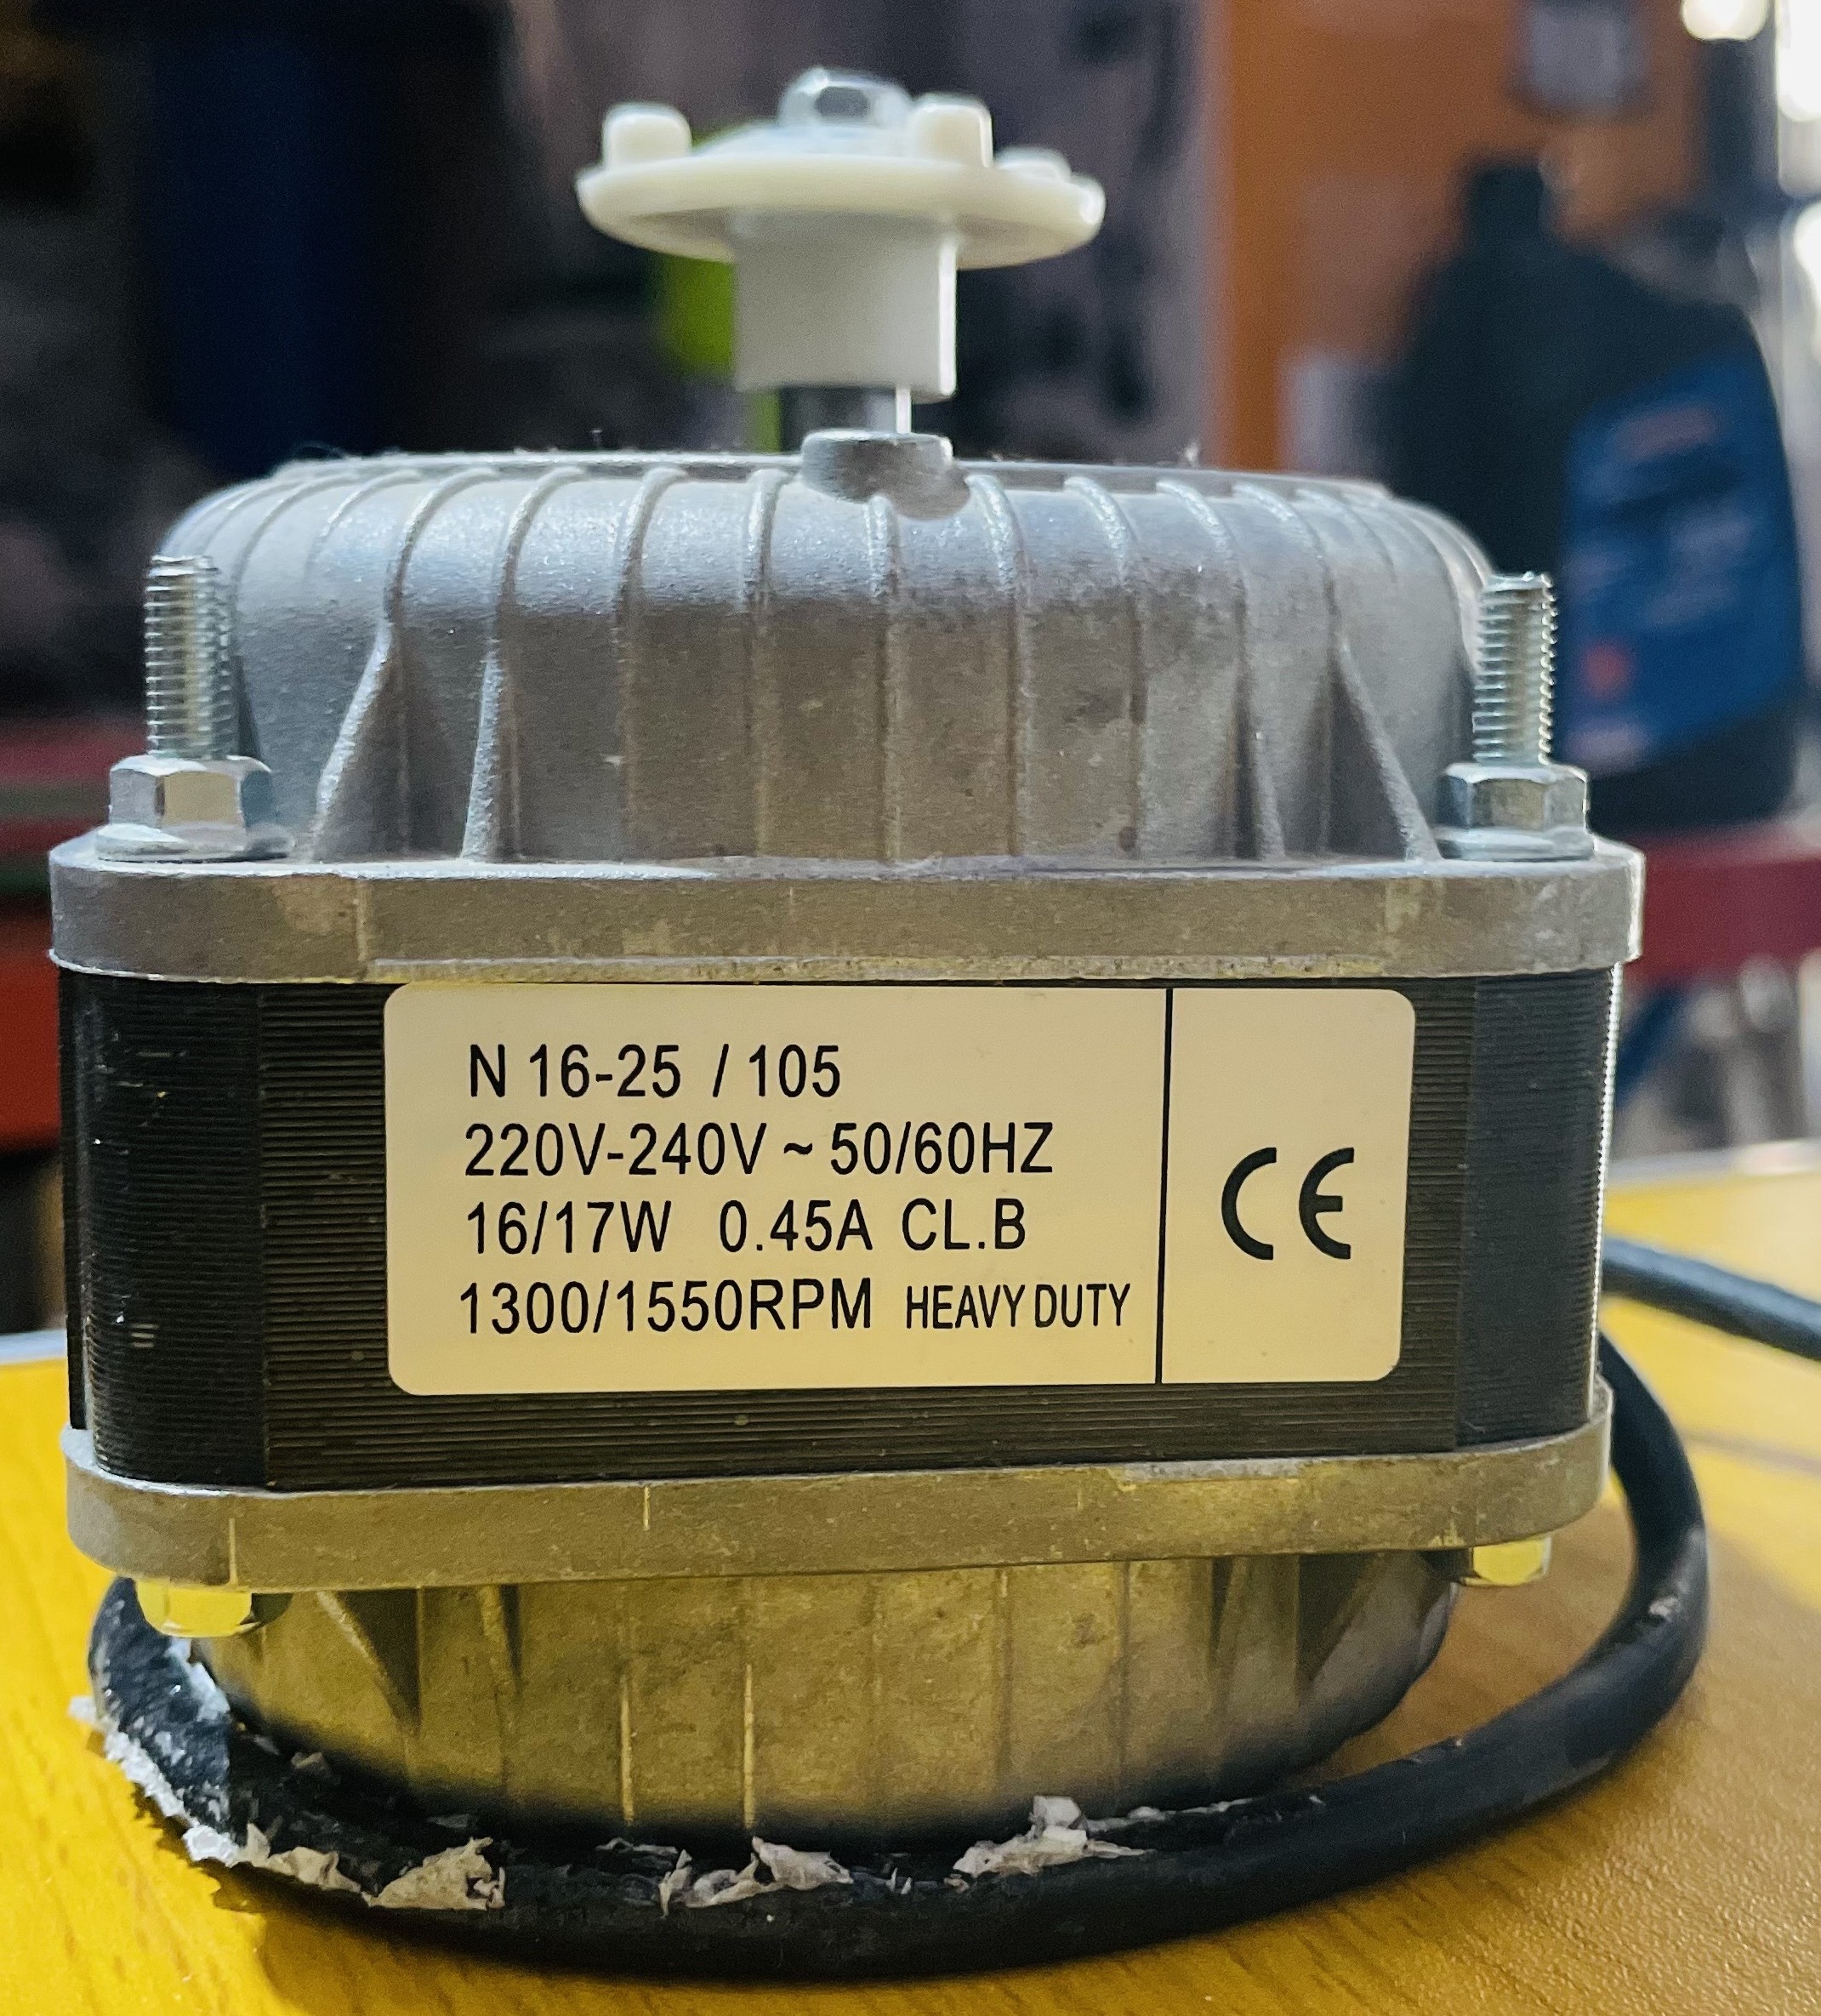 N 16-25 / 105
220V-240V ~ 50/60HZ
16/17W 0.45A CL.B
1300/1550RPM HEAVY DUTY
CE